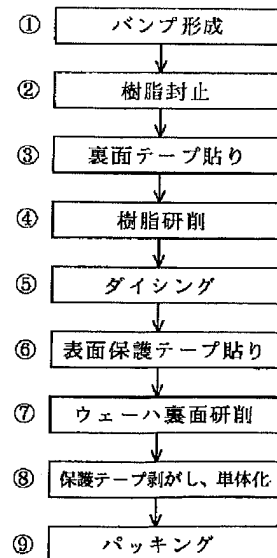 ① バンプ形成
② 樹脂封止
③ 裏面テープ貼り
④ 樹脂研削
⑤ ダイシング
⑥ 表面保護テープ貼り
⑦ ウェーハ裏面研削
⑧ 保護テープ剥がし、単体化
⑨ パッキング